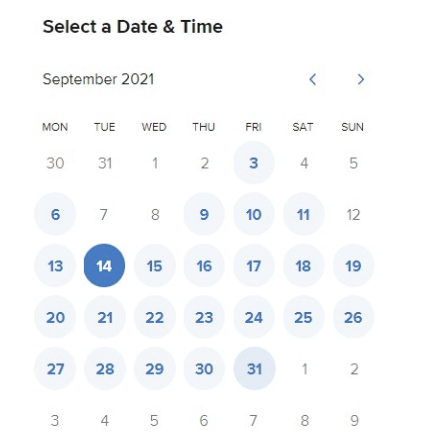 Select a Date & Time
September 2021
MON TUE WED THU FRI SAT SUN
30 31 1 2 3 4 5
6 7 8 9 10 11 12
13 14 15 16 17 18 19
20 21 22 23 24 25 26
27 28 29 30 31 1 2
3 4 5 6 7 8 9